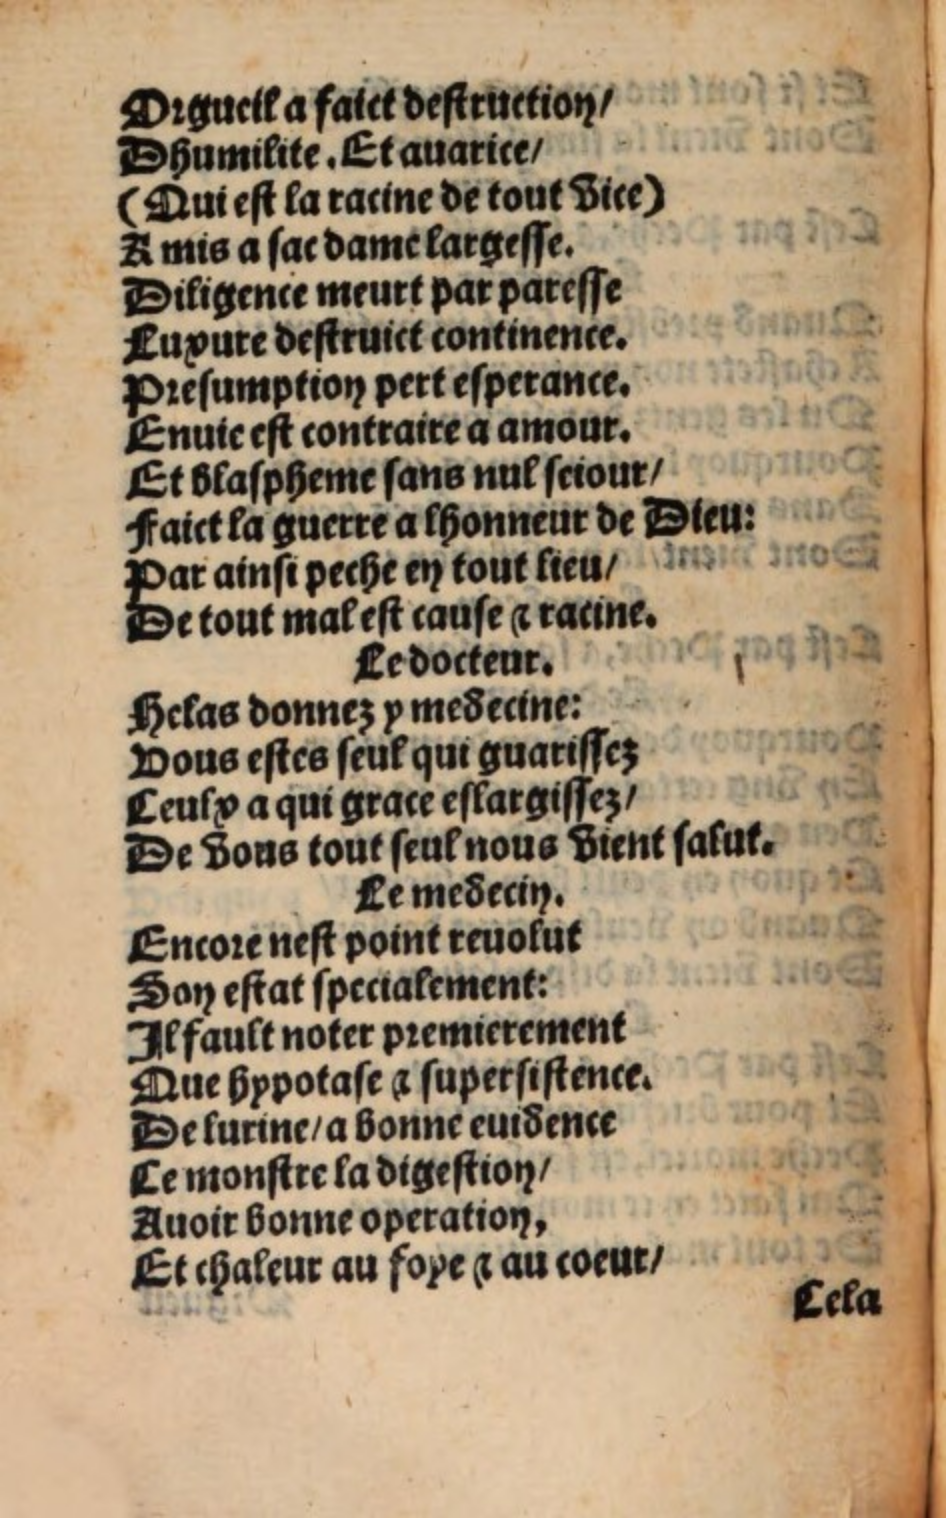 Orgueil a faict destruction/
Dhumilite. Et auarice/
(Qui est la racine de tout vice)
A mis a sac dame largesse.
Diligence meurt par paresse
Luxure destruict continence.
Presumption pert esperance.
Enuie est contraire a amour.
Et blaspheme sans nul seiour/
Faict la guerre a lhonneur de Dieu:
Par ainsi peche en tout lieu/
De tout mal est cause & racine.
Le docteur.
Helas donnez y medecine:
Vous estes seul qui guarissez
Ceulx a qui grace eslargissez/
De vous tout seul nous vient salut.
Le medecin.
Encore nest point reuolut
Son estat specialement:
Il fault noter premierement
Que hypotase & supersistence.
De lurine/a bonne euidence
Ce monstre la digestion/
Auoir bonne operation,
Et chaleur au foye & au coeur/
Cela